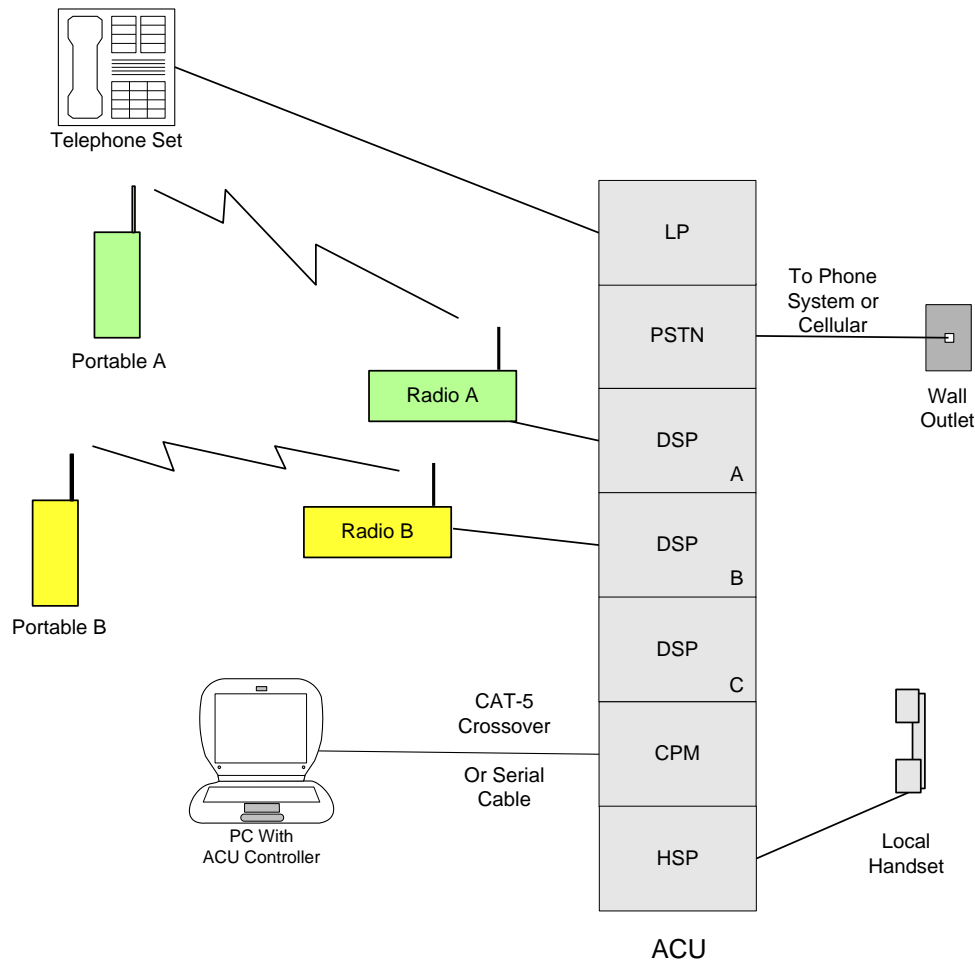 Telephone Set
LP
To Phone
System or
Cellular
PSTN
Portable A
Radio A
Wall
Outlet
DSP
A
Radio B
DSP
B
Portable B
DSP
C
CAT-5
Crossover
CPM
Or Serial
Cable
PC With
ACU Controller
HSP
Local
Handset
ACU